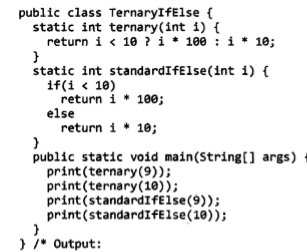 public class TernaryIfElse {
static int ternary(int i) {
return i < 10 ? i * 100 : i * 10;
}
static int standardIfElse(int i) {
if(i < 10)
return i * 100;
else
return i * 10;
}
public static void main(String[] args) {
print(ternary(9));
print(ternary(10));
print(standardIfElse(9));
print(standardIfElse(10));
}
} /* Output: